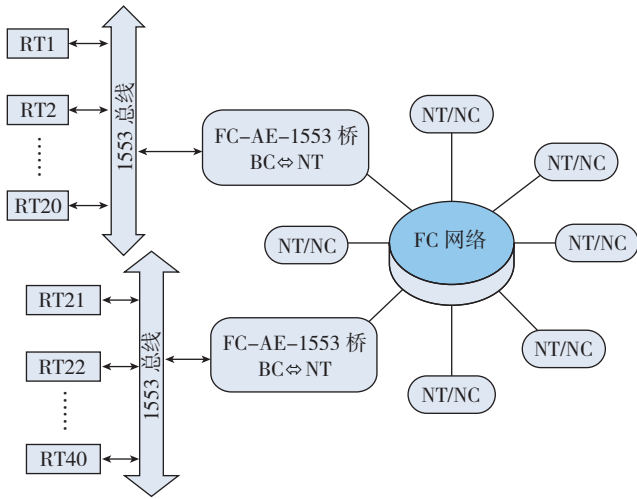 RT1
RT2
……
RT20
1553 总线
FC-AE-1553 桥
BC⇔NT
RT21
RT22
……
RT40
1553 总线
FC-AE-1553 桥
BC⇔NT
FC 网络
NT/NC
NT/NC
NT/NC
NT/NC
NT/NC
NT/NC